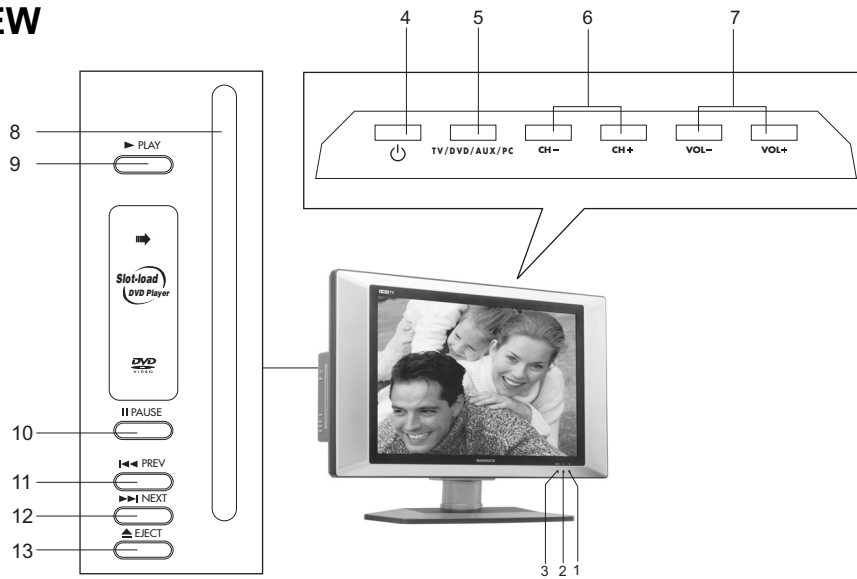 EW
4 5 6 7
TV/DVD/AUX/PC CH– CH+ VOL– VOL+
8
PLAY
9
Slot-load
DVD Player
DVD
VIDEO
PAUSE
10
PREV
11
NEXT
12
EJECT
13
MAGNAVOX
3 2 1